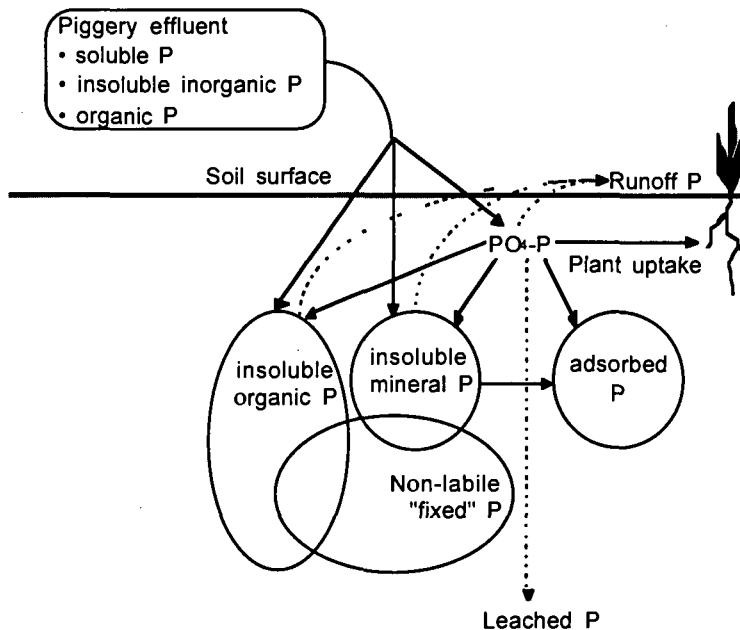 Piggery effluent
• soluble P
• insoluble inorganic P
• organic P
Soil surface
Runoff P
PO4-P
Plant uptake
insoluble
organic P
insoluble
mineral P
adsorbed
P
Non-labile
"fixed" P
Leached P